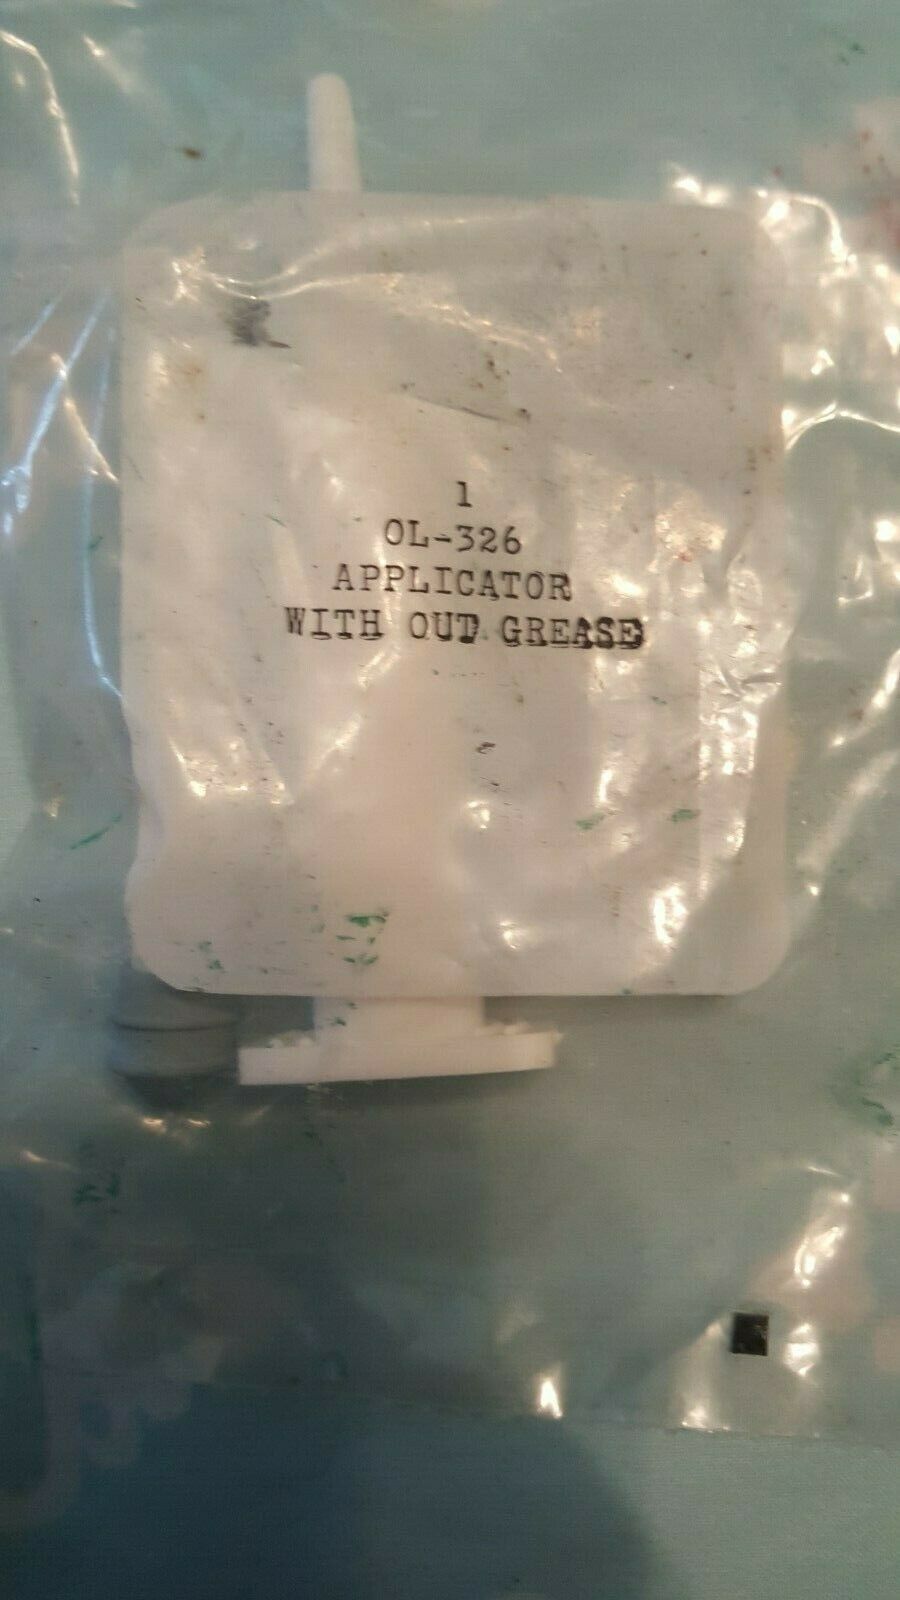 1
OL-326
APPLICATOR
WITH OUT GREASE